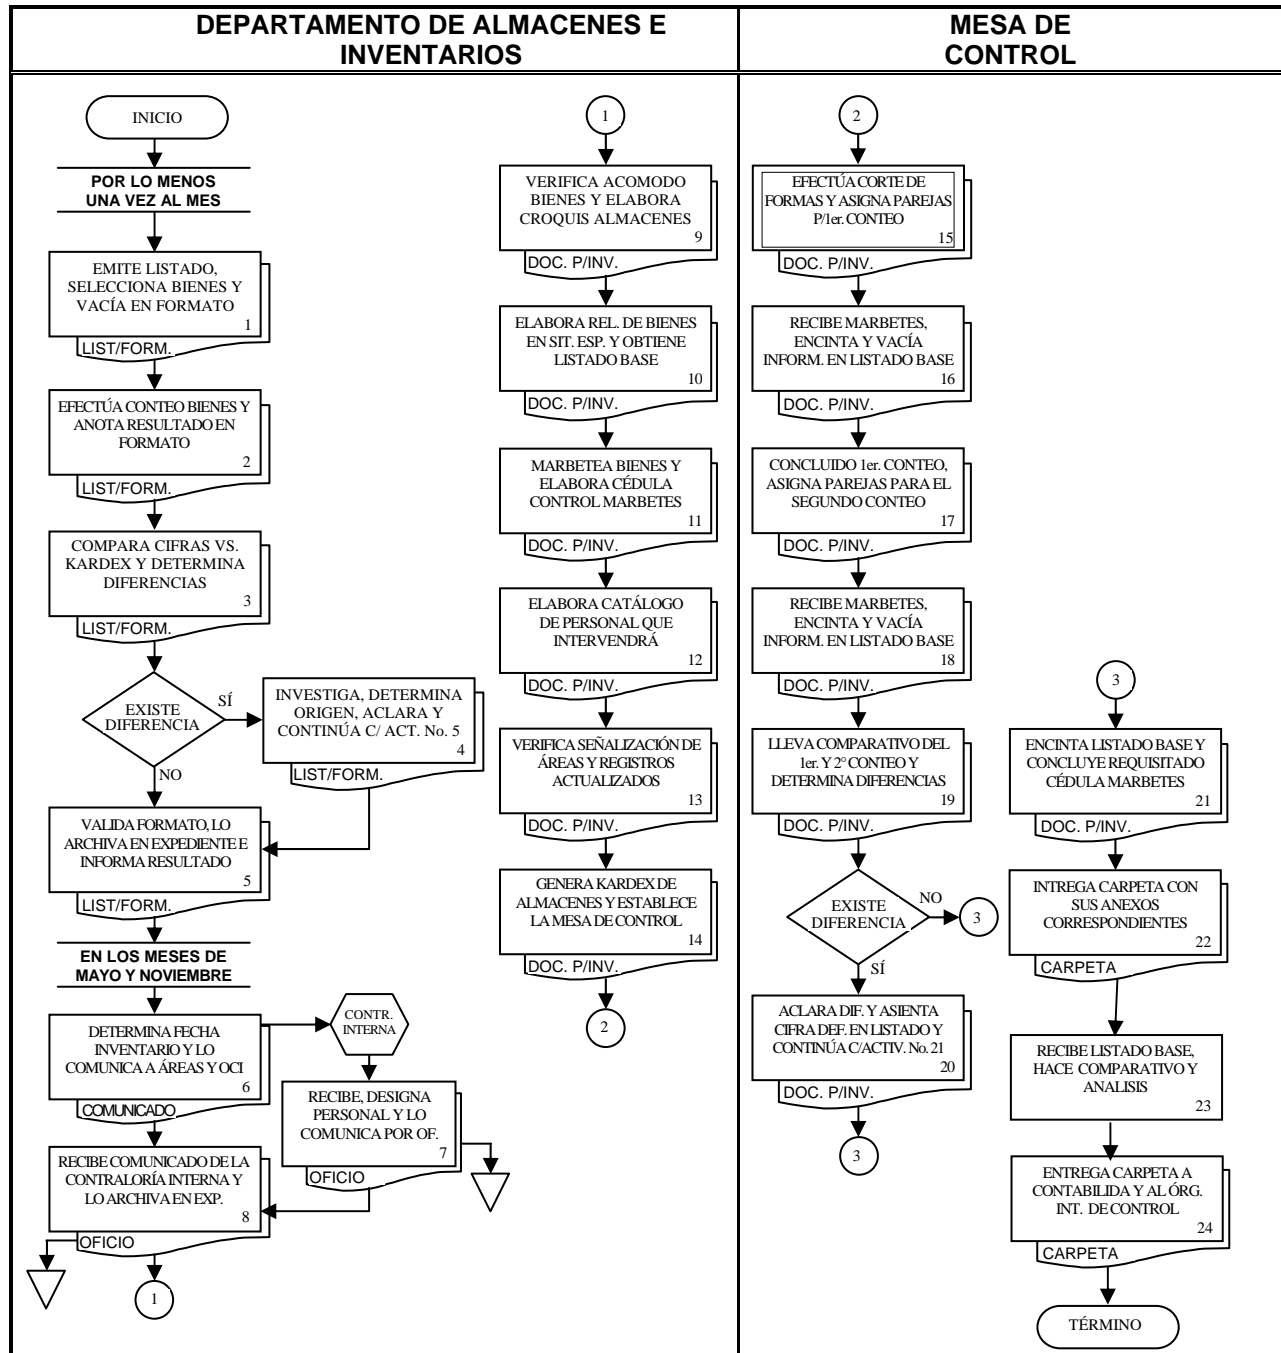 DEPARTAMENTO DE ALMACENES E
INVENTARIOS
MESA DE
CONTROL
INICIO
POR LO MENOS
UNA VEZ AL MES
EMITE LISTADO,
SELECCIONA BIENES Y
VACÍA EN FORMATO
1
LIST/FORM.
EFECTÚA CONTEO BIENES Y
ANOTA RESULTADO EN
FORMATO
2
LIST/FORM.
COMPARA CIFRAS VS.
KARDEX Y DETERMINA
DIFERENCIAS
3
LIST/FORM.
EXISTE
DIFERENCIA
SÍ
NO
INVESTIGA, DETERMINA
ORIGEN, ACLARA Y
CONTINÚA C/ ACT. No. 5
4
LIST/FORM.
VALIDA FORMATO, LO
ARCHIVA EN EXPEDIENTE E
INFORMA RESULTADO
5
LIST/FORM.
EN LOS MESES DE
MAYO Y NOVIEMBRE
DETERMINA FECHA
INVENTARIO Y LO
COMUNICA A ÁREAS Y OCI
6
COMUNICADO
CONTR.
INTERNA
RECIBE, DESIGNA
PERSONAL Y LO
COMUNICA POR OF.
7
OFICIO
RECIBE COMUNICADO DE LA
CONTRALORÍA INTERNA Y
LO ARCHIVA EN EXP.
8
OFICIO
1
1
VERIFICA ACOMODO
BIENES Y ELABORA
CROQUIS ALMACENES
9
DOC. P/INV.
ELABORA REL. DE BIENES
EN SIT. ESP. Y OBTIENE
LISTADO BASE
10
DOC. P/INV.
MARBETEA BIENES Y
ELABORA CÉDULA
CONTROL MARBETES
11
DOC. P/INV.
ELABORA CATÁLOGO
DE PERSONAL QUE
INTERVENDRÁ
12
DOC. P/INV.
VERIFICA SEÑALIZACIÓN DE
ÁREAS Y REGISTROS
ACTUALIZADOS
13
DOC. P/INV.
GENERA KARDEX DE
ALMACENES Y ESTABLECE
LA MESA DE CONTROL
14
DOC. P/INV.
2
2
EFECTÚA CORTE DE
FORMAS Y ASIGNA PAREJAS
P/1er. CONTEO
15
DOC. P/INV.
RECIBE MARBETES,
ENCINTA Y VACÍA
INFORM. EN LISTADO BASE
16
DOC. P/INV.
CONCLUIDO 1er. CONTEO,
ASIGNA PAREJAS PARA EL
SEGUNDO CONTEO
17
DOC. P/INV.
RECIBE MARBETES,
ENCINTA Y VACÍA
INFORM. EN LISTADO BASE
18
DOC. P/INV.
LLEVA COMPARATIVO DEL
1er. Y 2° CONTEO Y
DETERMINA DIFERENCIAS
19
DOC. P/INV.
EXISTE
DIFERENCIA
NO
3
SÍ
ACLARA DIF. Y ASIENTA
CIFRA DEF. EN LISTADO Y
CONTINÚA C/ACTIV. No. 21
20
DOC. P/INV.
3
3
ENCINTA LISTADO BASE Y
CONCLUYE REQUISITADO
CÉDULA MARBETES
21
DOC. P/INV.
INTREGA CARPETA CON
SUS ANEXOS
CORRESPONDIENTES
22
CARPETA
RECIBE LISTADO BASE,
HACE COMPARATIVO Y
ANALISIS
23
ENTREGA CARPETA A
CONTABILIDA Y AL ÓRG.
INT. DE CONTROL
24
CARPETA
TÉRMINO